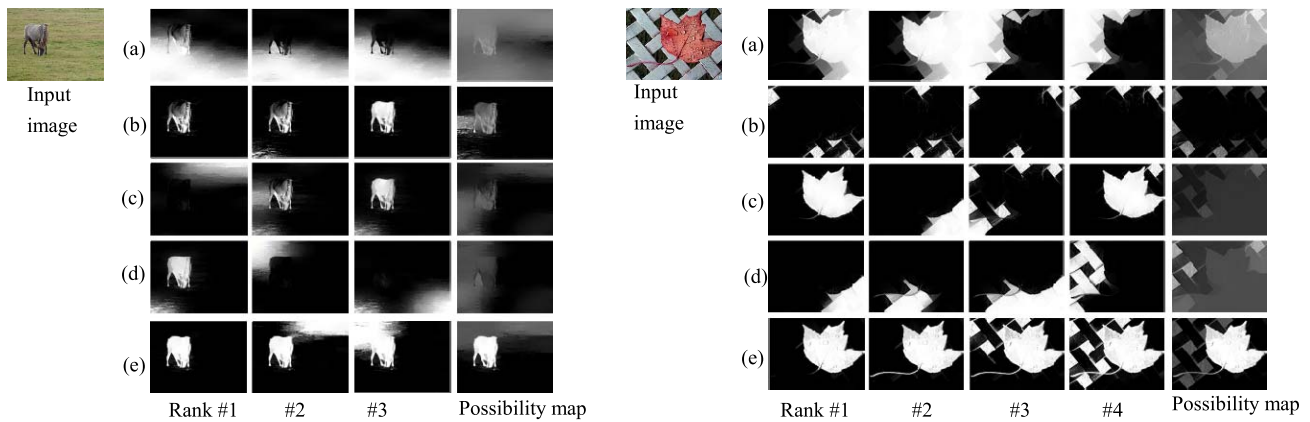 Input
image
(a)
(b)
(c)
(d)
(e)
Rank #1 #2 #3 Possibility map
Input
image
(a)
(b)
(c)
(d)
(e)
Rank #1 #2 #3 #4 Possibility map